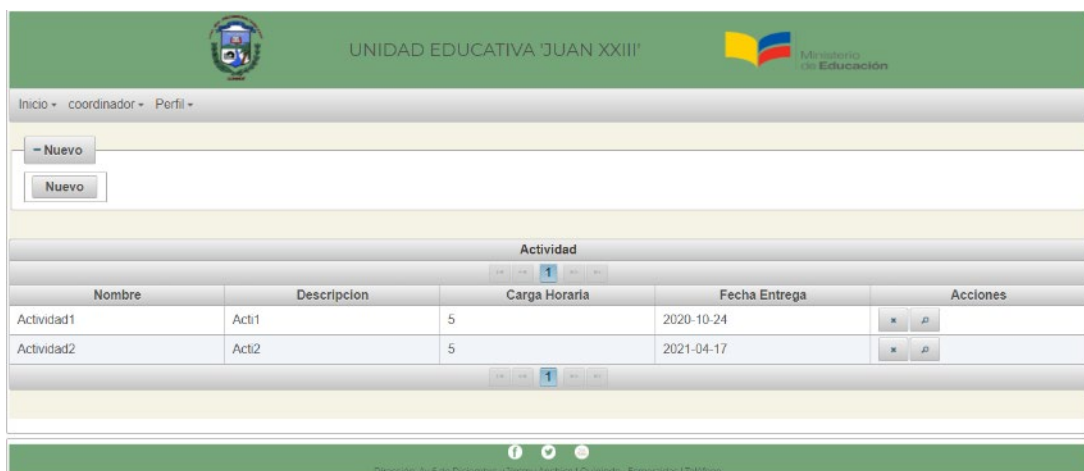 UNIDAD EDUCATIVA 'JUAN XXIII'
Ministerio
de Educación
Inicio coordinador Perfil
Nuevo
Nuevo
Actividad
1
Nombre Descripcion Carga Horaria Fecha Entrega Acciones
Actividad1 Acti1 5 2020-10-24
Actividad2 Acti2 5 2021-04-17
1